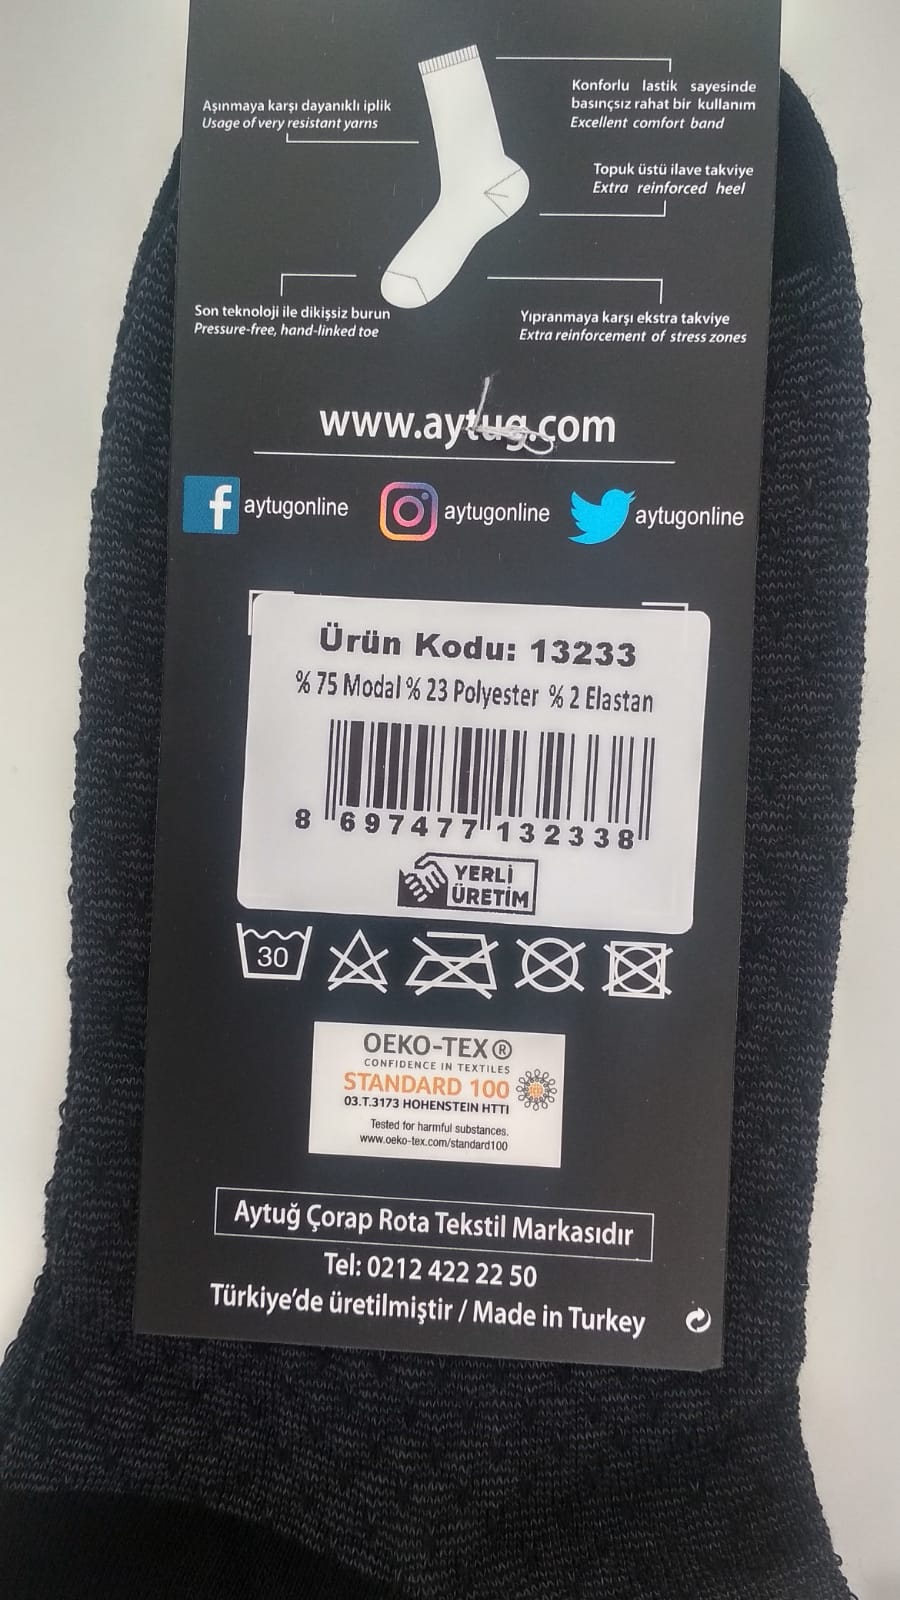 Aşınmaya karşı dayanıklı iplik
Usage of very resistant yarns
Konforlu lastik sayesinde
basınçsız rahat bir kullanım
Excellent comfort band
Topuk üstü ilave takviye
Extra reinforced heel
Son teknoloji ile dikişsiz burun
Pressure-free, hand-linked toe
Yıpranmaya karşı ekstra takviye
Extra reinforcement of stress zones
www.aytug.com
aytugonline
aytugonline
aytugonline
Ürün Kodu: 13233
% 75 Modal % 23 Polyester % 2 Elastan
8 697477 132338
YERLİ
ÜRETİM
30
OEKO-TEX®
CONFIDENCE IN TEXTILES
STANDARD 100
03.T.3173 HOHENSTEIN HTTI
Tested for harmful substances.
www.oeko-tex.com/standard100
Aytuğ Çorap Rota Tekstil Markasıdır
Tel: 0212 422 22 50
Türkiye'de üretilmiştir / Made in Turkey